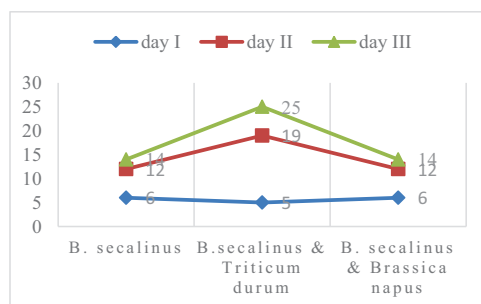 day I day II day III
30
25
20
15
10
5
0
14 25 14
12 19 12
6 5 6
B. secalinus B.secalinus & B. secalinus
Triticum & Brassica
durum napus